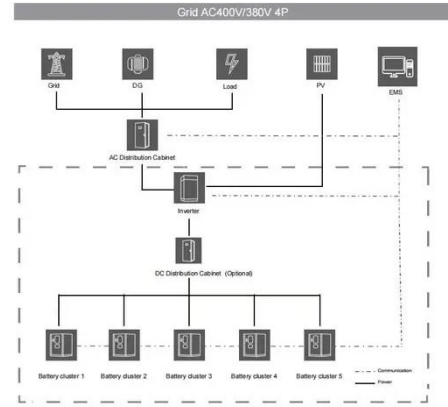 Grid AC400V/380V 4P
Grid
DG
Load
PV
EMS
AC Distribution Cabinet
Inverter
DC Distribution Cabinet (Optional)
Battery cluster 1
Battery cluster 2
Battery cluster 3
Battery cluster 4
Battery cluster 5
Communication
Power